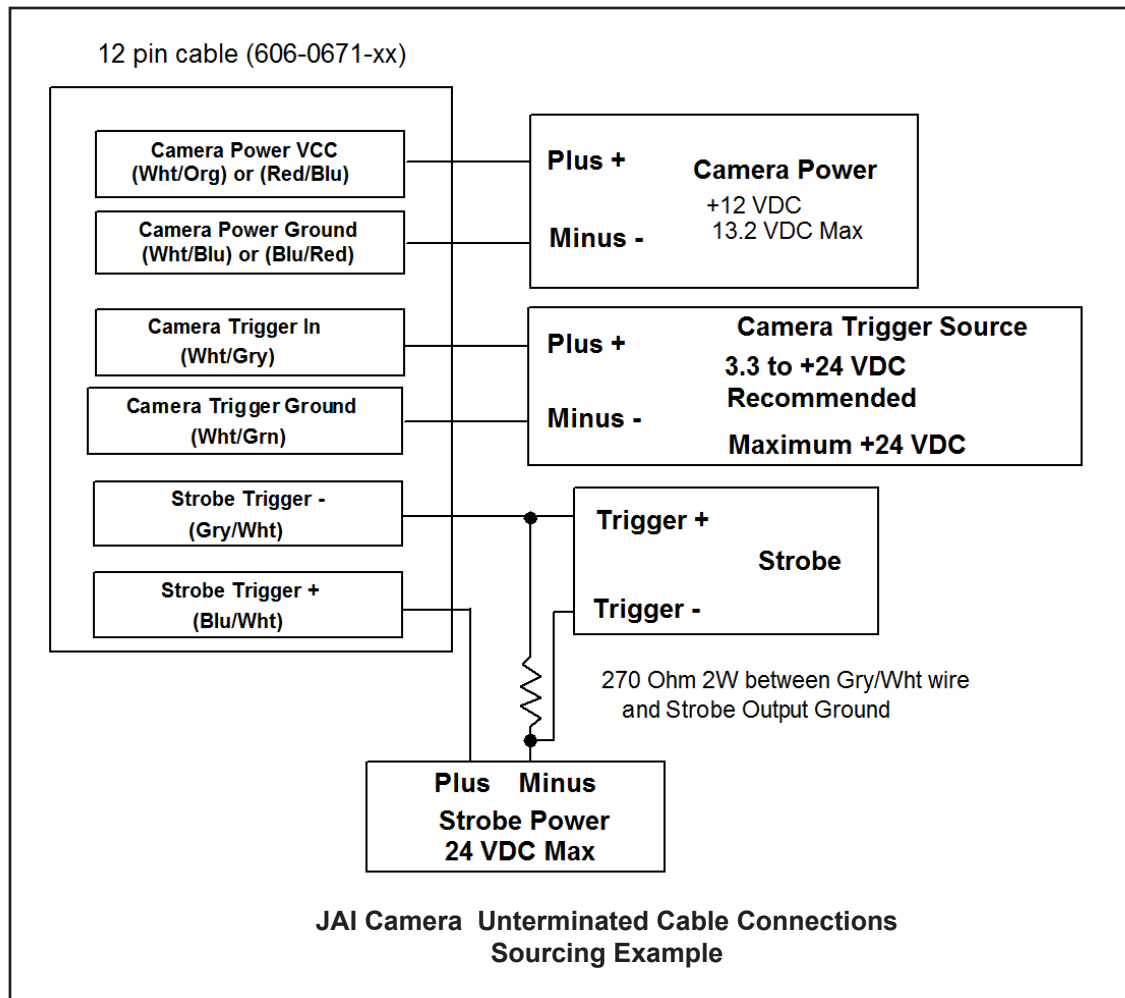 12 pin cable (606-0671-xx)
Camera Power VCC
(Wht/Org) or (Red/Blu)
Camera Power Ground
(Wht/Blu) or (Blu/Red)
Plus +
Minus -
Camera Power
+12 VDC
13.2 VDC Max
Camera Trigger In
(Wht/Gry)
Camera Trigger Ground
(Wht/Grn)
Plus +
Minus -
Camera Trigger Source
3.3 to +24 VDC
Recommended
Maximum +24 VDC
Strobe Trigger -
(Gry/Wht)
Strobe Trigger +
(Blu/Wht)
Trigger +
Strobe
Trigger -
270 Ohm 2W between Gry/Wht wire
and Strobe Output Ground
Plus Minus
Strobe Power
24 VDC Max
JAI Camera Unterminated Cable Connections
Sourcing Example